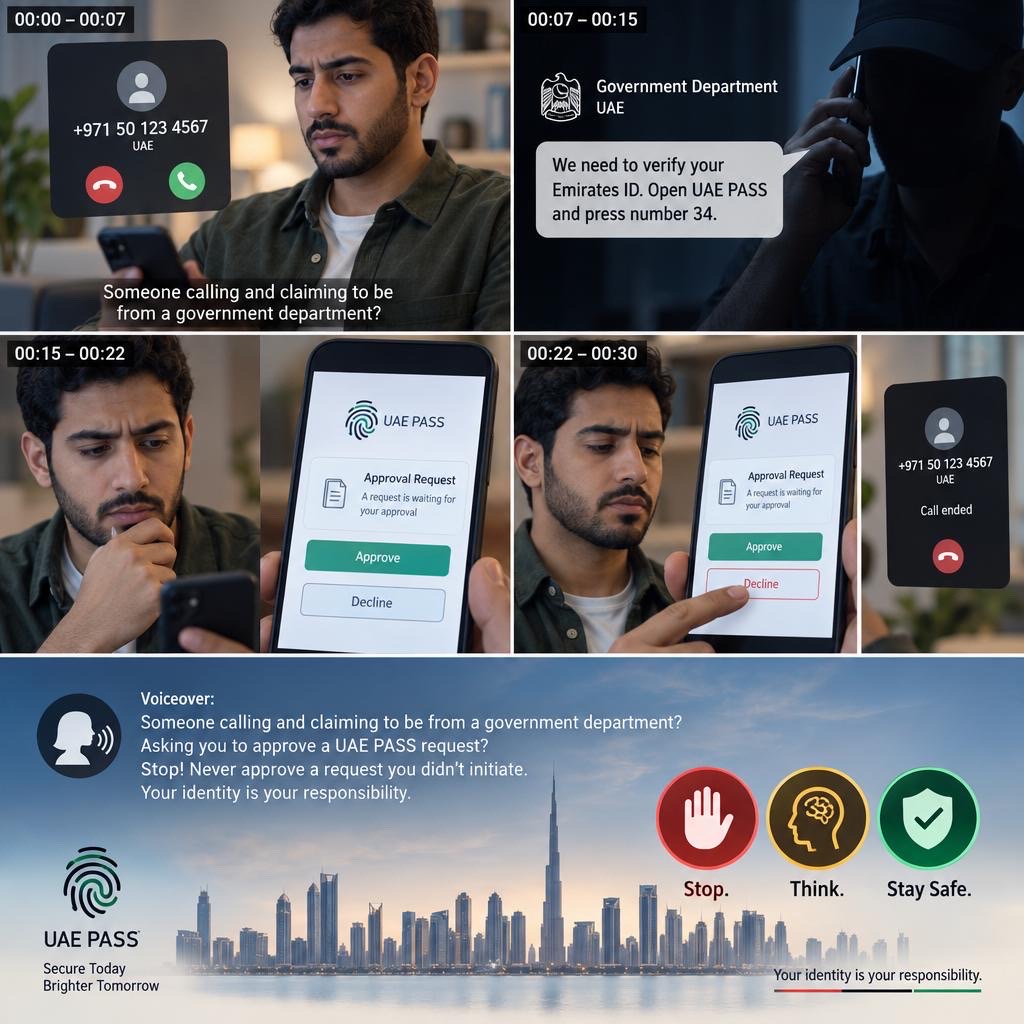 00:00 – 00:07
+971 50 123 4567
UAE
Someone calling and claiming to be
from a government department?
00:07 – 00:15
Government Department
UAE
We need to verify your
Emirates ID. Open UAE PASS
and press number 34.
00:15 – 00:22
UAE PASS
Approval Request
A request is waiting for
your approval
Approve
Decline
00:22 – 00:30
UAE PASS
Approval Request
A request is waiting for
your approval
Approve
Decline
+971 50 123 4567
UAE
Call ended
Voiceover:
Someone calling and claiming to be from a government department?
Asking you to approve a UAE PASS request?
Stop! Never approve a request you didn't initiate.
Your identity is your responsibility.
Stop.
Think.
Stay Safe.
UAE PASS
Secure Today
Brighter Tomorrow
Your identity is your responsibility.